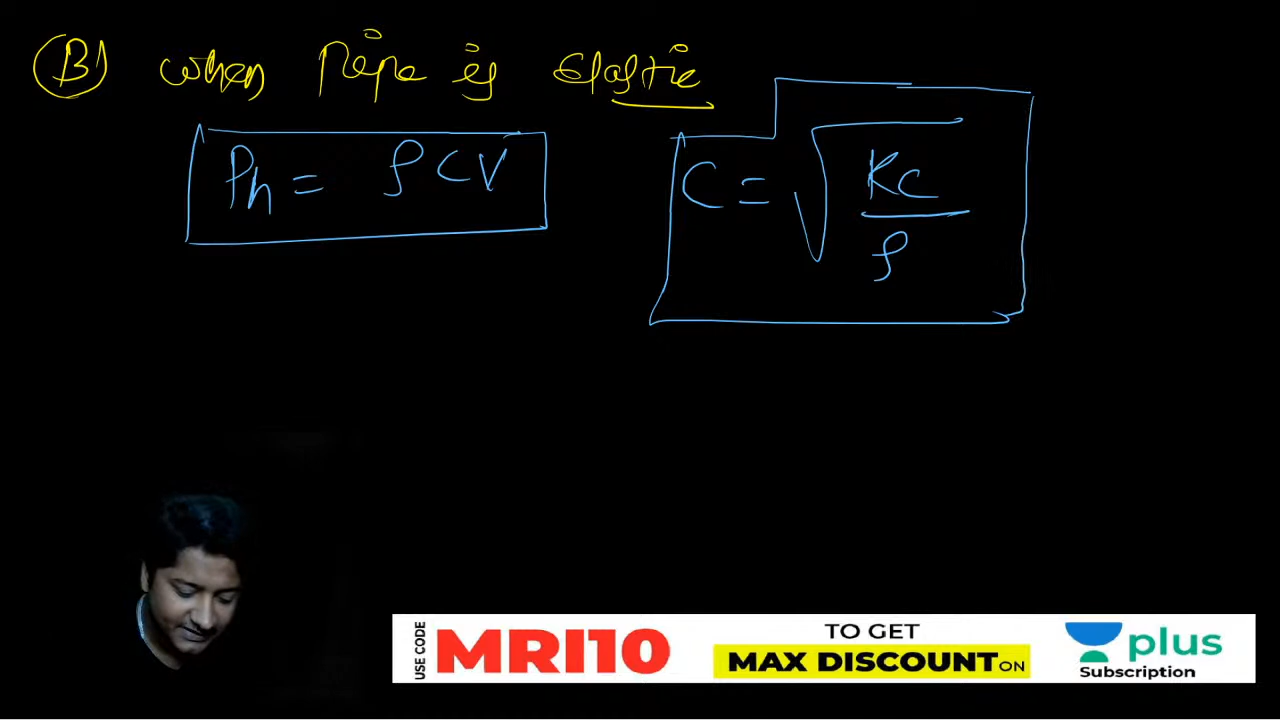 (B) when Pipe is Elastic
Ph = ρCV
C = √(Kc/ρ)
USE CODE
MRI10
TO GET
MAX DISCOUNT ON
plus
Subscription